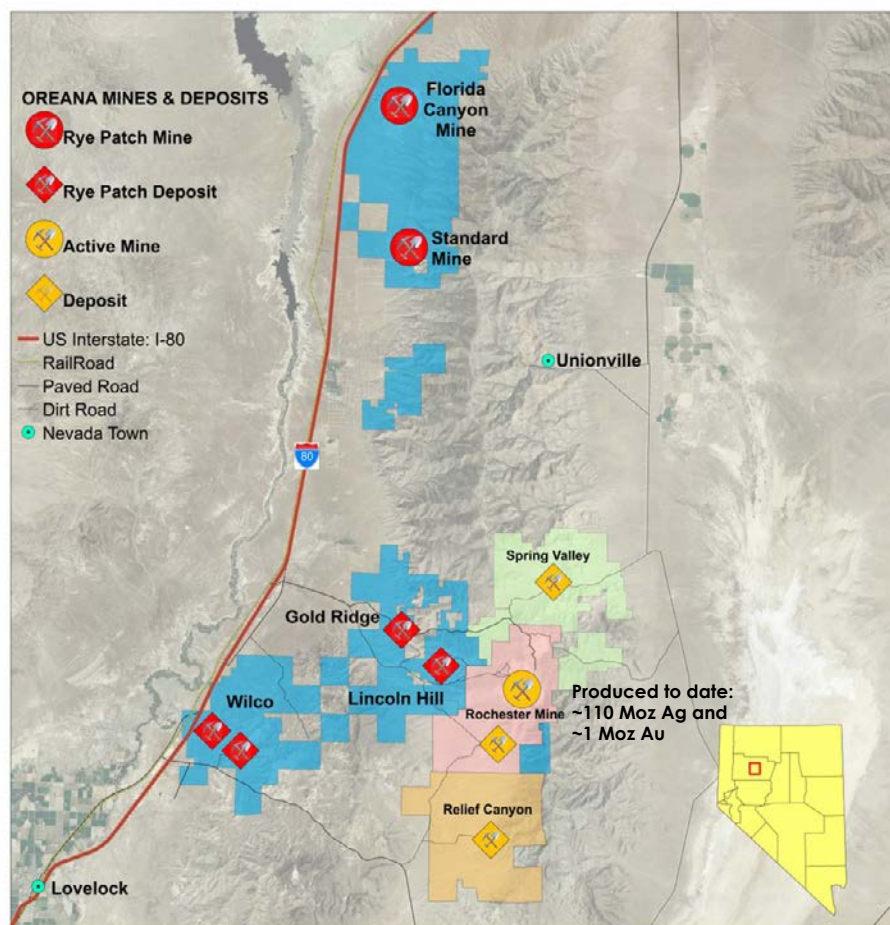 OREANA MINES & DEPOSITS
Rye Patch Mine
Rye Patch Deposit
Active Mine
Deposit
US Interstate: I-80
RailRoad
Paved Road
Dirt Road
Nevada Town
Florida
Canyon
Mine
Standard
Mine
Unionville
80
Spring Valley
Gold Ridge
Lincoln Hill
Wilco
Rochester Mine
Produced to date:
~110 Moz Ag and
~1 Moz Au
Relief Canyon
Lovelock